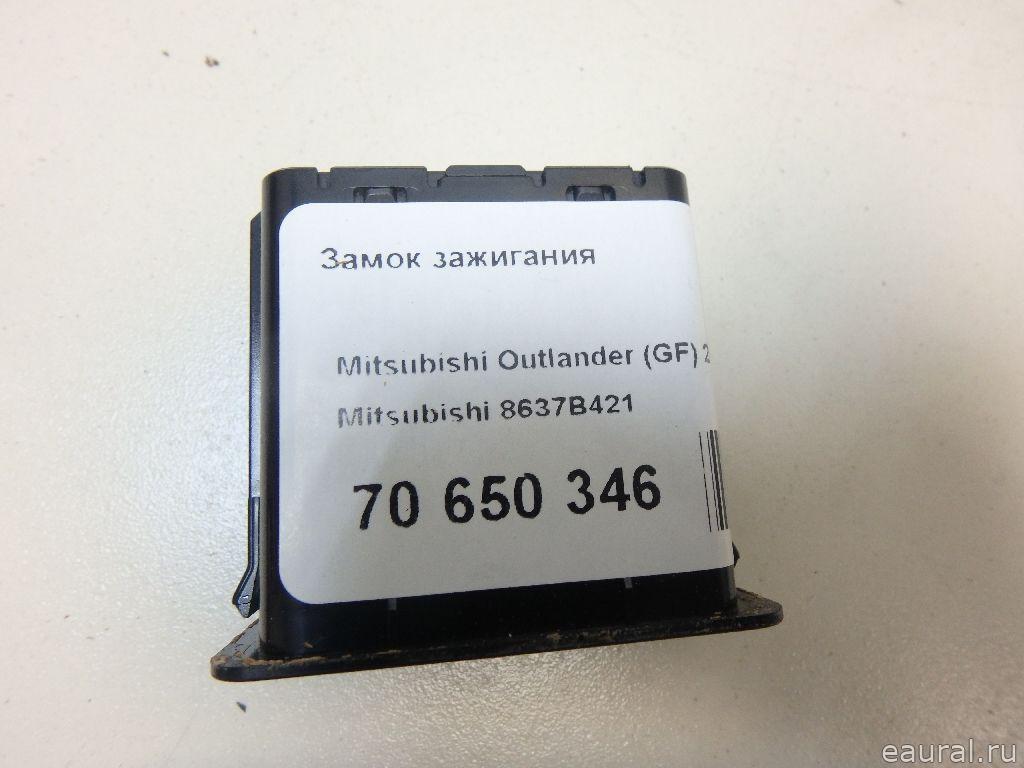 Замок зажигания
Mitsubishi Outlander (GF) 2
Mitsubishi 8637B421
70 650 346
eaural.ru